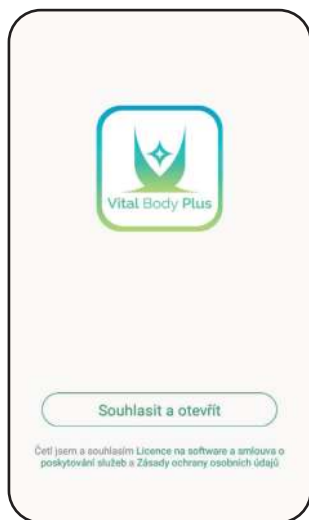 Vital Body Plus
Souhlasit a otevřít
Četl jsem a souhlasím Licence na software a smlouva o
poskytování služeb a Zásady ochrany osobních údajů